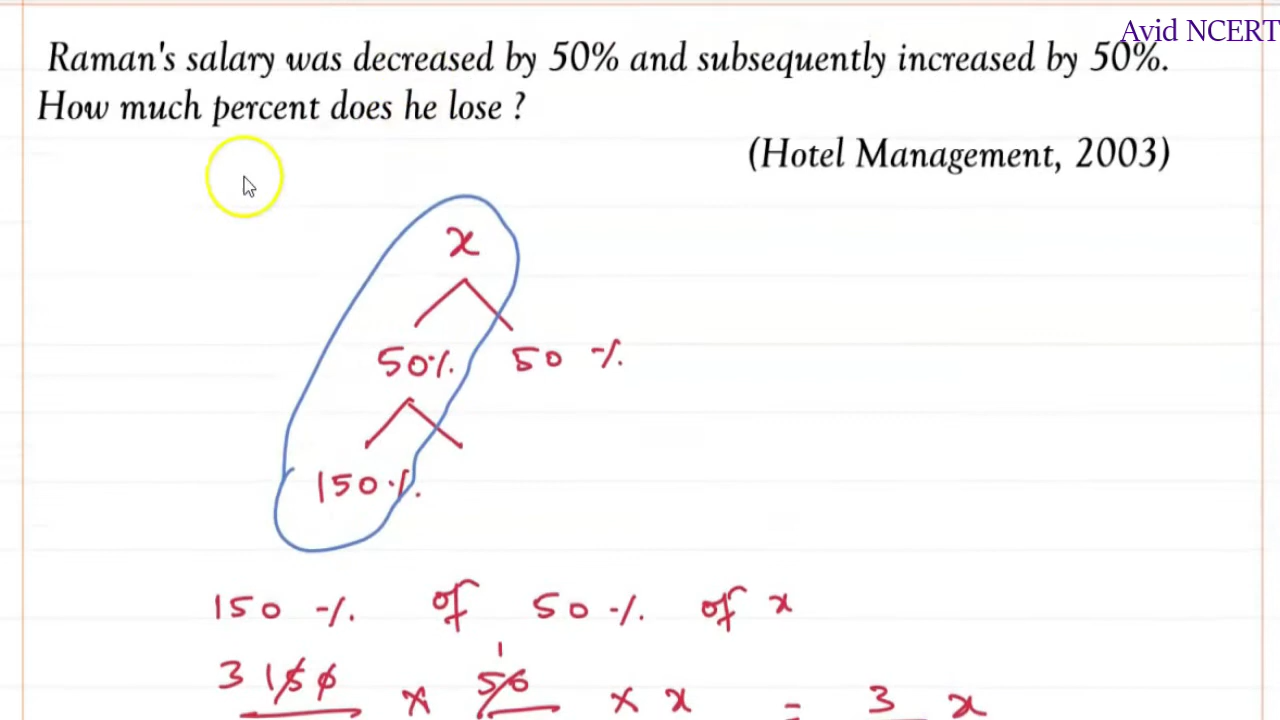 Avid NCERT
Raman's salary was decreased by 50% and subsequently increased by 50%.
How much percent does he lose ?
(Hotel Management, 2003)
x
50% 50 %
150%
150 % of 50 % of x
3 1
150 × 50 × x = 3 x